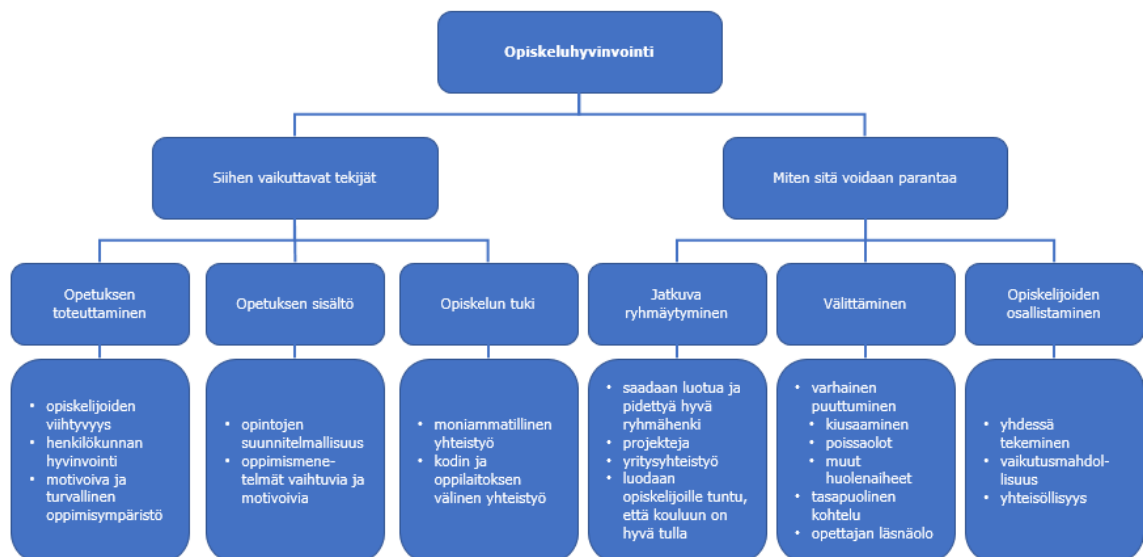 Opiskeluhyvinvointi
Siihen vaikuttavat tekijät
Miten sitä voidaan parantaa
Opetuksen
toteuttaminen
Opetuksen sisältö
Opiskelun tuki
Jatkuva
ryhmäytyminen
Välittäminen
Opiskelijoiden
osallistaminen
• opiskelijoiden
viihtyvyys
• henkilökunnan
hyvinvointi
• motivoiva ja
turvallinen
oppimisympäristö
• opintojen
suunnitelmallisuus
• oppimismene-
telmät vaihtuvia ja
motivoivia
• moniammatillinen
yhteistyö
• kodin ja
oppilaitoksen
välinen yhteistyö
• saadaan luotua ja
pidettyä hyvä
ryhmähenki
• projekteja
• yritysyhteistyö
• luodaan
opiskelijoille tuntu,
että kouluun on
hyvä tulla
• varhainen
puuttuminen
• kiusaaminen
• poissaolot
• muut
huolenaiheet
• tasapuolinen
kohtelu
• opettajan läsnäolo
• yhdessä
tekeminen
• vaikutusmahdol-
lisuus
• yhteisöllisyys